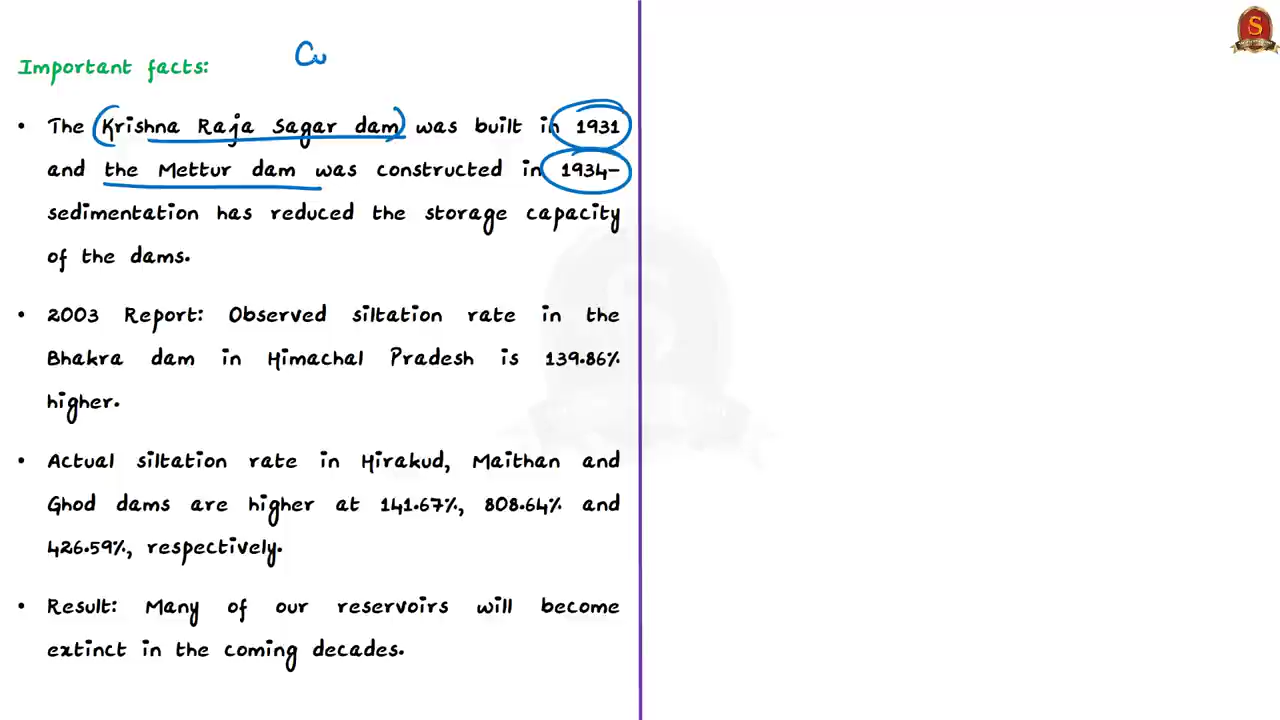 Cu
Important facts:
• The Krishna Raja Sagar dam was built in 1931
and the Mettur dam was constructed in 1934-
sedimentation has reduced the storage capacity
of the dams.
• 2003 Report: Observed siltation rate in the
Bhakra dam in Himachal Pradesh is 139.86%
higher.
• Actual siltation rate in Hirakud, Maithan and
Ghod dams are higher at 141.67%, 808.64% and
426.59%, respectively.
• Result: Many of our reservoirs will become
extinct in the coming decades.
S